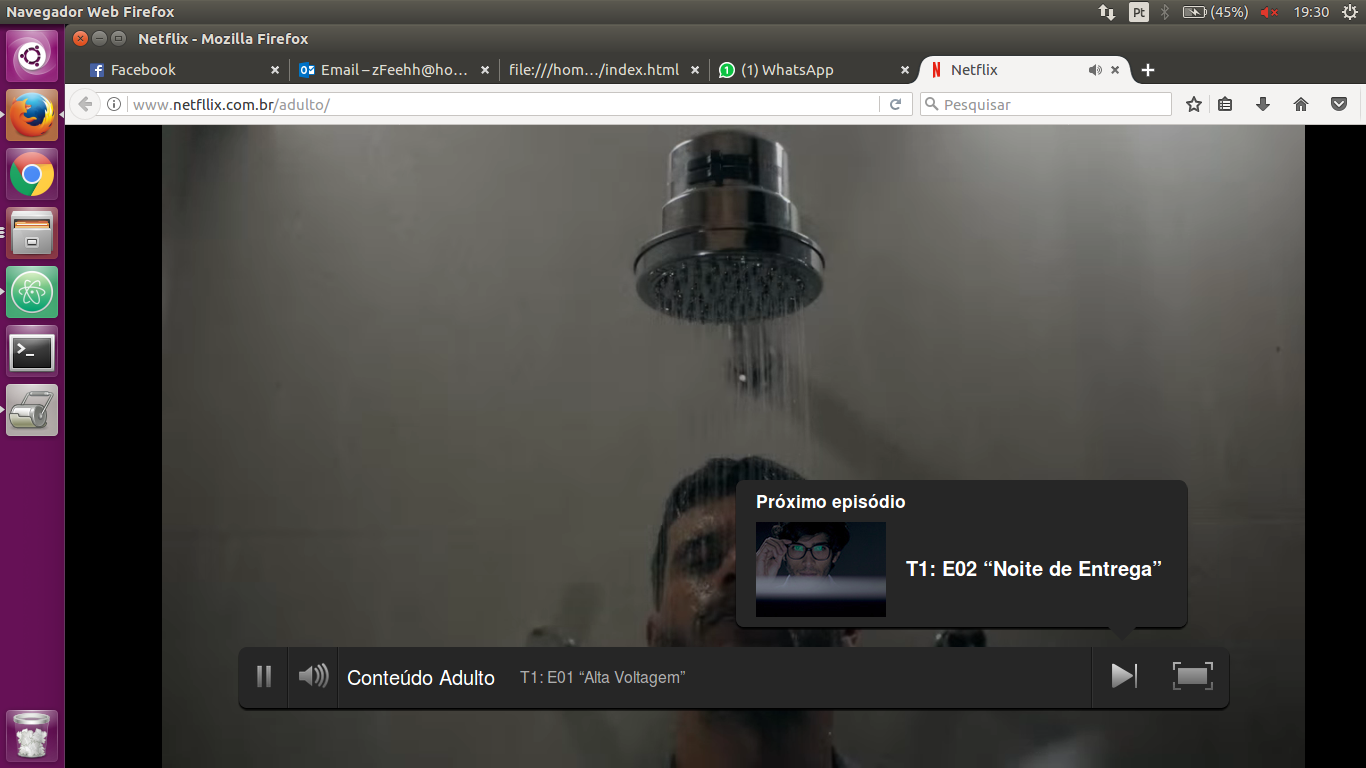 Navegador Web Firefox
Pt
(45%)
19:30
Netflix - Mozilla Firefox
Facebook
Email – zFeehh@ho...
file:///hom.../index.html
(1) WhatsApp
Netflix
www.netfllix.com.br/adulto/
Pesquisar
Próximo episódio
T1: E02 “Noite de Entrega”
Conteúdo Adulto
T1: E01 “Alta Voltagem”